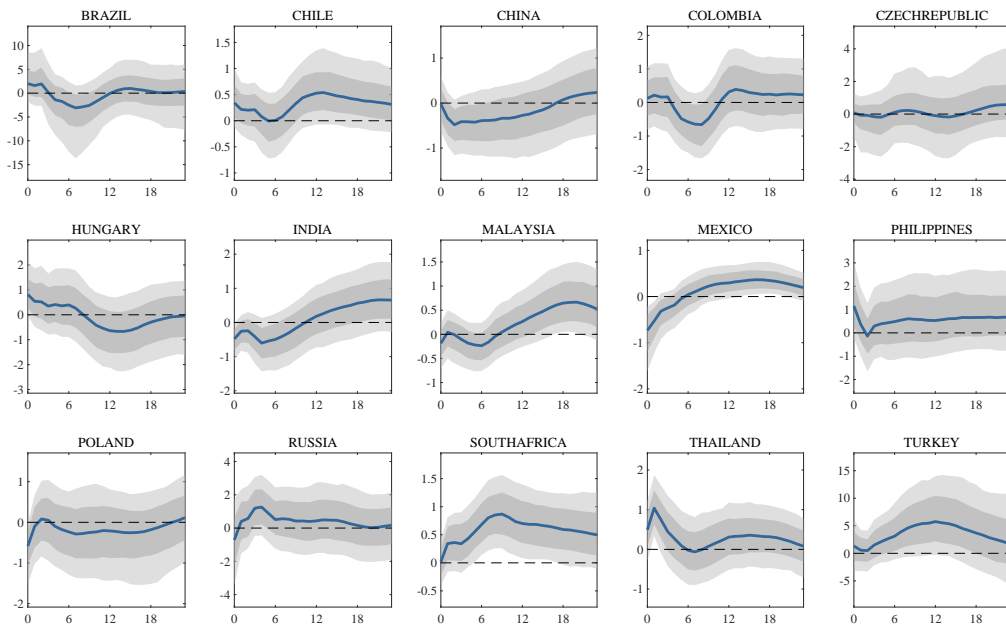 BRAZIL CHILE CHINA COLOMBIA CZECHREPUBLIC
10 5 0 -5 -10 -15
0 6 12 18
1.5 1 0.5 0 -0.5 -1
0 6 12 18
1 0 -1
0 6 12 18
2 1 0 -1 -2
0 6 12 18
4 2 0 -2 -4
0 6 12 18
HUNGARY INDIA MALAYSIA MEXICO PHILIPPINES
2 1 0 -1 -2 -3
0 6 12 18
2 1 0 -1 -2
0 6 12 18
1.5 1 0.5 0 -0.5 -1
0 6 12 18
1 0 -1 -2
0 6 12 18
3 2 1 0 -1 -2
0 6 12 18
POLAND RUSSIA SOUTHAFRICA THAILAND TURKEY
1 0 -1 -2
0 6 12 18
4 2 0 -2 -4
0 6 12 18
1.5 1 0.5 0 -0.5
0 6 12 18
2 1 0 -1
0 6 12 18
15 10 5 0 -5
0 6 12 18